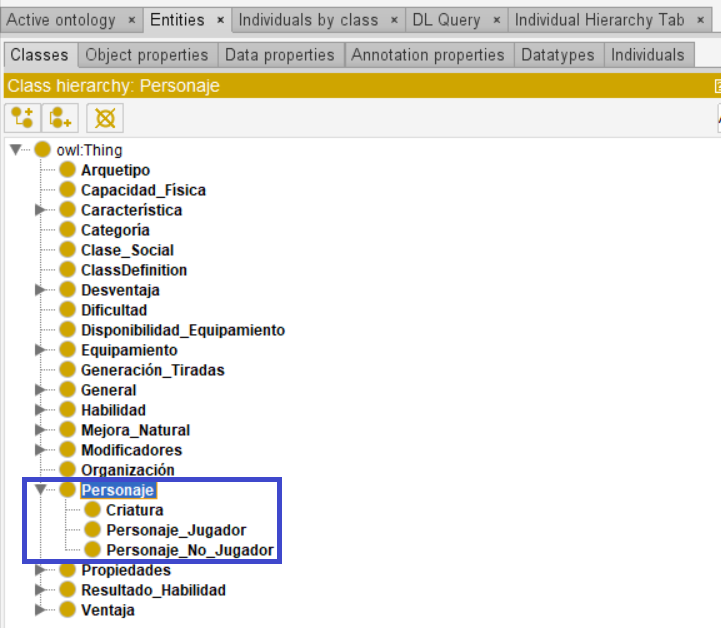 Active ontology × Entities × Individuals by class × DL Query × Individual Hierarchy Tab ×
Classes Object properties Data properties Annotation properties Datatypes Individuals
Class hierarchy: Personaje
owl:Thing
Arquetipo
Capacidad_Física
Característica
Categoría
Clase_Social
ClassDefinition
Desventaja
Dificultad
Disponibilidad_Equipamiento
Equipamiento
Generación_Tiradas
General
Habilidad
Mejora_Natural
Modificadores
Organización
Personaje
Criatura
Personaje_Jugador
Personaje_No_Jugador
Propiedades
Resultado_Habilidad
Ventaja